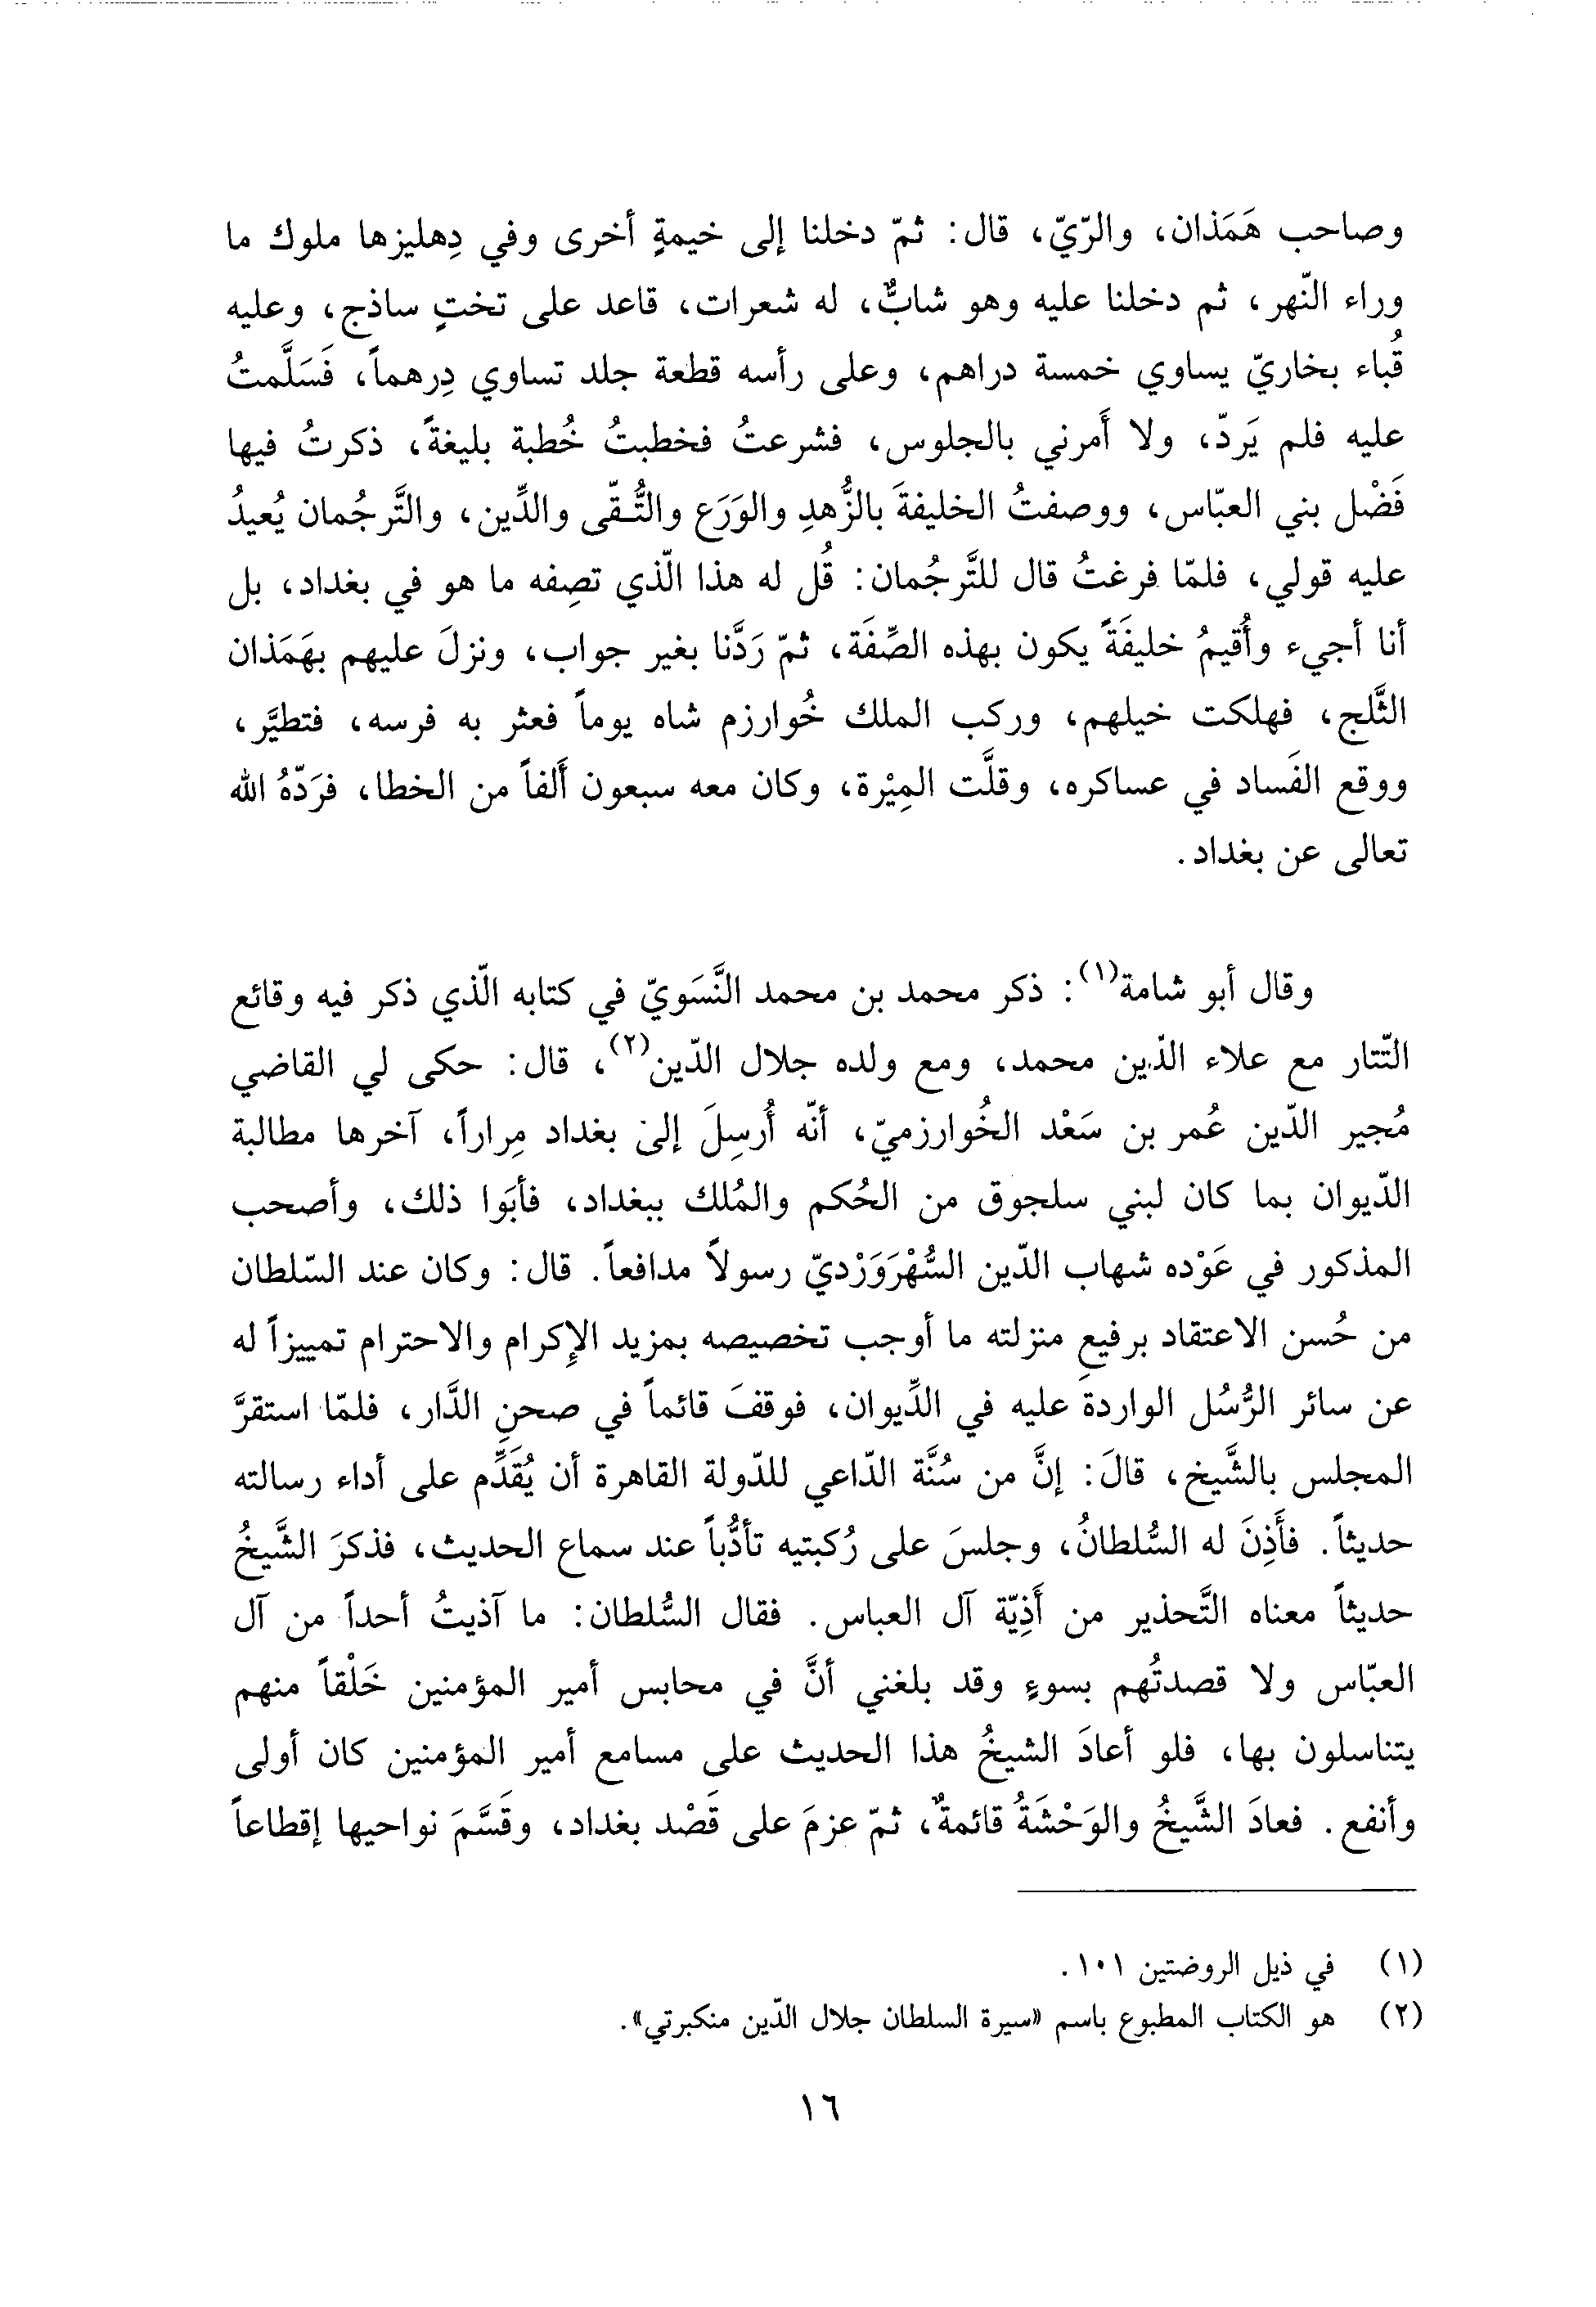 وصاحب هَمَذان، والرّيّ، قال: ثمّ دخلنا إلى خيمةٍ أخرى وفي دِهليزها ملوك ما
وراء النّهر، ثم دخلنا عليه وهو شابٌّ، له شعرات، قاعد على تختٍ ساذج، وعليه
قُباء بخاريّ يساوي خمسة دراهم، وعلى رأسه قطعة جلد تساوي دِرهماً، فَسَلَّمتُ
عليه فلم يَردّ، ولا أَمرني بالجلوس، فشرعتُ فخطبتُ خُطبة بليغةً، ذكرتُ فيها
فَضْل بني العبّاس، ووصفتُ الخليفةَ بالزُّهدِ والوَرَع والتُّـقّى والدِّين، والتَّرجُمان يُعيدُ
عليه قولي، فلمّا فرغتُ قال للتَّرجُمان: قُل له هذا الّذي تصِفه ما هو في بغداد، بل
أنا أجيء وأُقيمُ خليفَةً يكون بهذه الصِّفَة، ثمّ رَدَّنا بغير جواب، ونزلَ عليهم بهَمَذان
الثَّلج، فهلكت خيلهم، وركب الملك خُوارزم شاه يوماً فعثر به فرسه، فتطيَّر،
ووقع الفَساد في عساكره، وقلَّت المِيْرة، وكان معه سبعون أَلفاً من الخطا، فرَدّهُ الله
تعالى عن بغداد.
وقال أبو شامة(١): ذكر محمد بن محمد النَّسَويّ في كتابه الّذي ذكر فيه وقائع
التّتار مع علاء الدّين محمد، ومع ولده جلال الدّين(٢)، قال: حكى لي القاضي
مُجير الدّين عُمر بن سَعْد الخُوارزميّ، أنّه أُرسِلَ إلىٰ بغداد مِراراً، آخرها مطالبة
الدّيوان بما كان لبني سلجوق من الحُكم والمُلك ببغداد، فأبَوا ذلك، وأصحب
المذكور في عَوْده شهاب الدّين السُّهْرَوَرْديّ رسولاً مدافعاً. قال: وكان عند السّلطان
من حُسن الاعتقاد برفيعِ منزلته ما أوجب تخصيصه بمزيد الإكرام والاحترام تمييزاً له
عن سائر الرُّسُل الواردة عليه في الدِّيوان، فوقفَ قائماً في صحنِ الدَّار، فلمّا استقرَّ
المجلس بالشَّيخ، قالَ: إنَّ من سُنَّة الدّاعي للدّولة القاهرة أن يُقَدِّم على أداء رسالته
حديثاً. فأَذِنَ له السُّلطانُ، وجلسَ على رُكبتيه تأدُّباً عند سماع الحديث، فذكرَ الشَّيخُ
حديثاً معناه التَّحذير من أَذِيّة آل العباس. فقال السُّلطان: ما آذيتُ أحداً من آل
العبّاس ولا قصدتُهم بسوءٍ وقد بلغني أنَّ في محابس أمير المؤمنين خَلْقاً منهم
يتناسلون بها، فلو أعادَ الشيخُ هذا الحديث على مسامع أمير المؤمنين كان أولى
وأنفع. فعادَ الشَّيخُ والوَحْشَةُ قائمةٌ، ثمّ عزمَ على قَصْد بغداد، وقَسَّمَ نواحيها إقطاعاً
(١) في ذيل الروضتين ١٠١.
(٢) هو الكتاب المطبوع باسم «سيرة السلطان جلال الدّين منكبرتي».
١٦